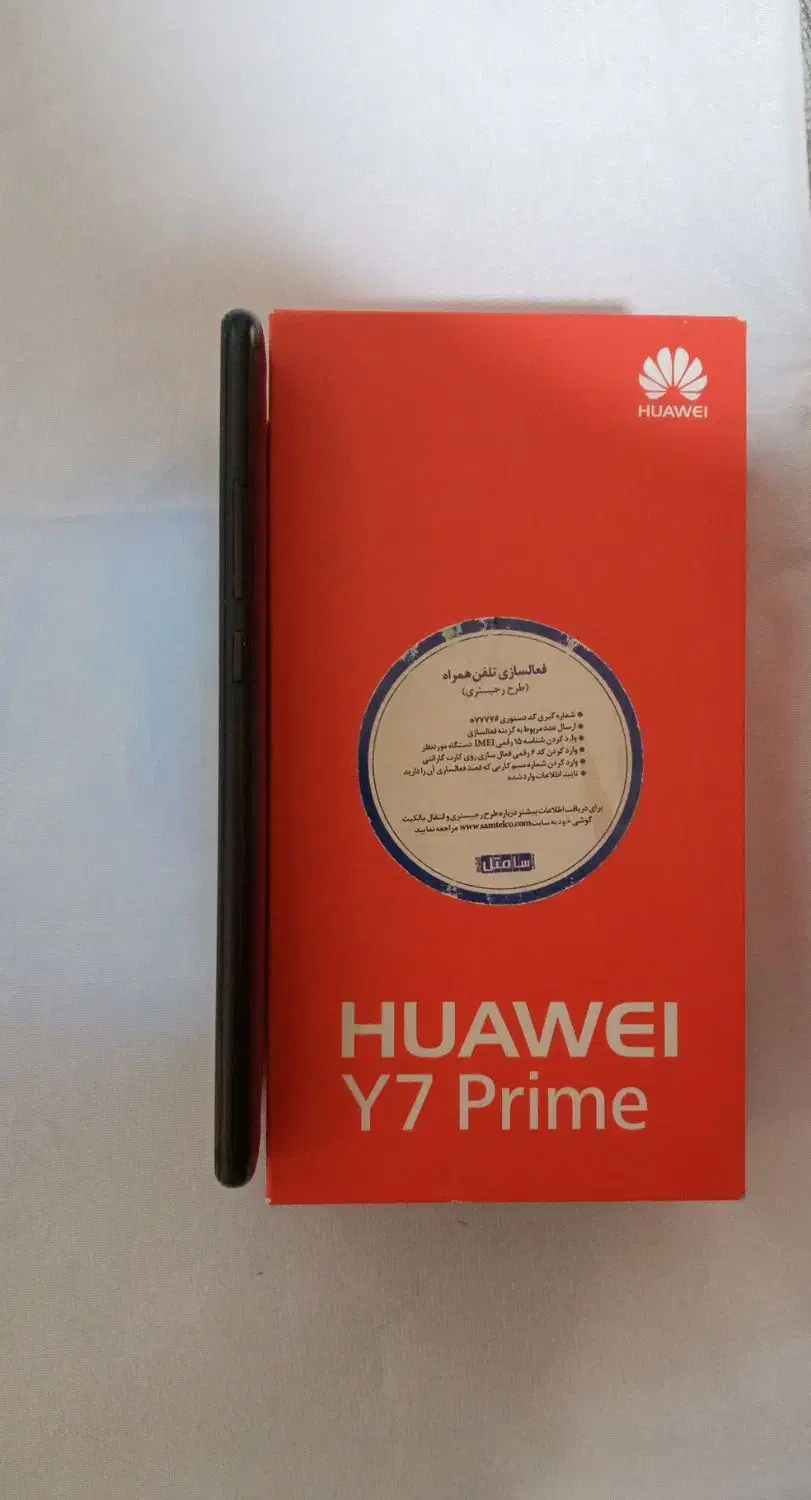 HUAWEI
فعالسازی تلفن همراه
(طرح رجیستری)
● شماره گیری کد دستوری #۷۷۷۷*
● ارسال عدد مربوط به گزینه فعالسازی
● وارد کردن شناسه ۱۵ رقمی IMEI دستگاه مورد نظر
● وارد کردن کد ۶ رقمی فعال سازی روی کارت گارانتی
● وارد کردن شماره سیم کارتی که قصد فعالسازی آن را دارید
● تایید اطلاعات وارد شده
برای دریافت اطلاعات بیشتر درباره طرح رجیستری و انتقال مالکیت
گوشی خود به سایت www.samtelco.com مراجعه نمایید.
سامتل
HUAWEI
Y7 Prime